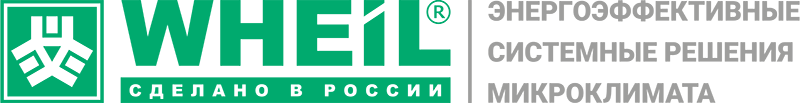 WHEIL®
СДЕЛАНО В РОССИИ
ЭНЕРГОЭФФЕКТИВНЫЕ
СИСТЕМНЫЕ РЕШЕНИЯ
МИКРОКЛИМАТА